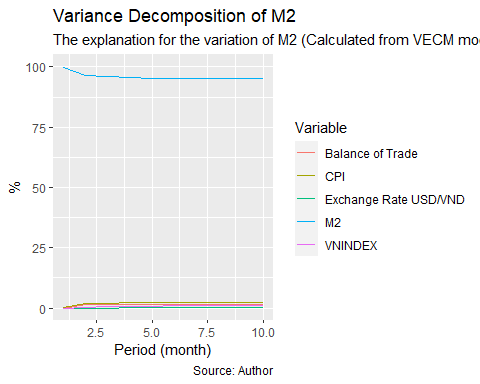 Variance Decomposition of M2
The explanation for the variation of M2 (Calculated from VECM mo
100
75
50
25
0
%
2.5 5.0 7.5 10.0
Period (month)
Source: Author
Variable
Balance of Trade
CPI
Exchange Rate USD/VND
M2
VNINDEX